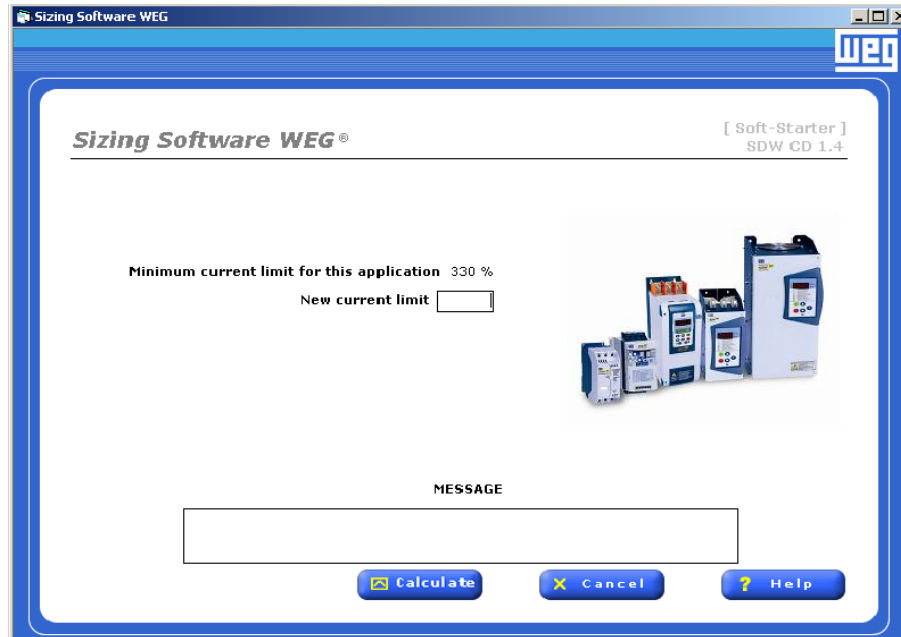 Sizing Software WEG
weg
Sizing Software WEG®
[ Soft-Starter ]
SDW CD 1.4
Minimum current limit for this application 330 %
New current limit
MESSAGE
Calculate
X Cancel
? Help